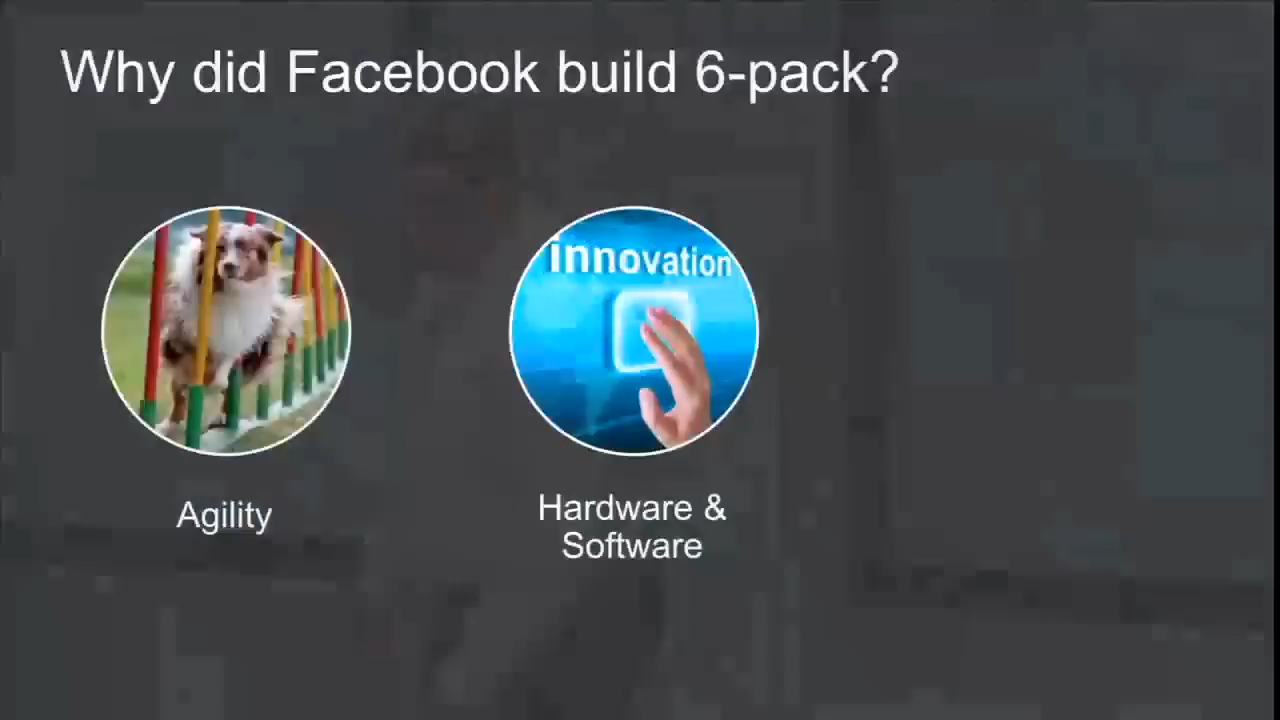 Why did Facebook build 6-pack?
innovation
Agility
Hardware &
Software